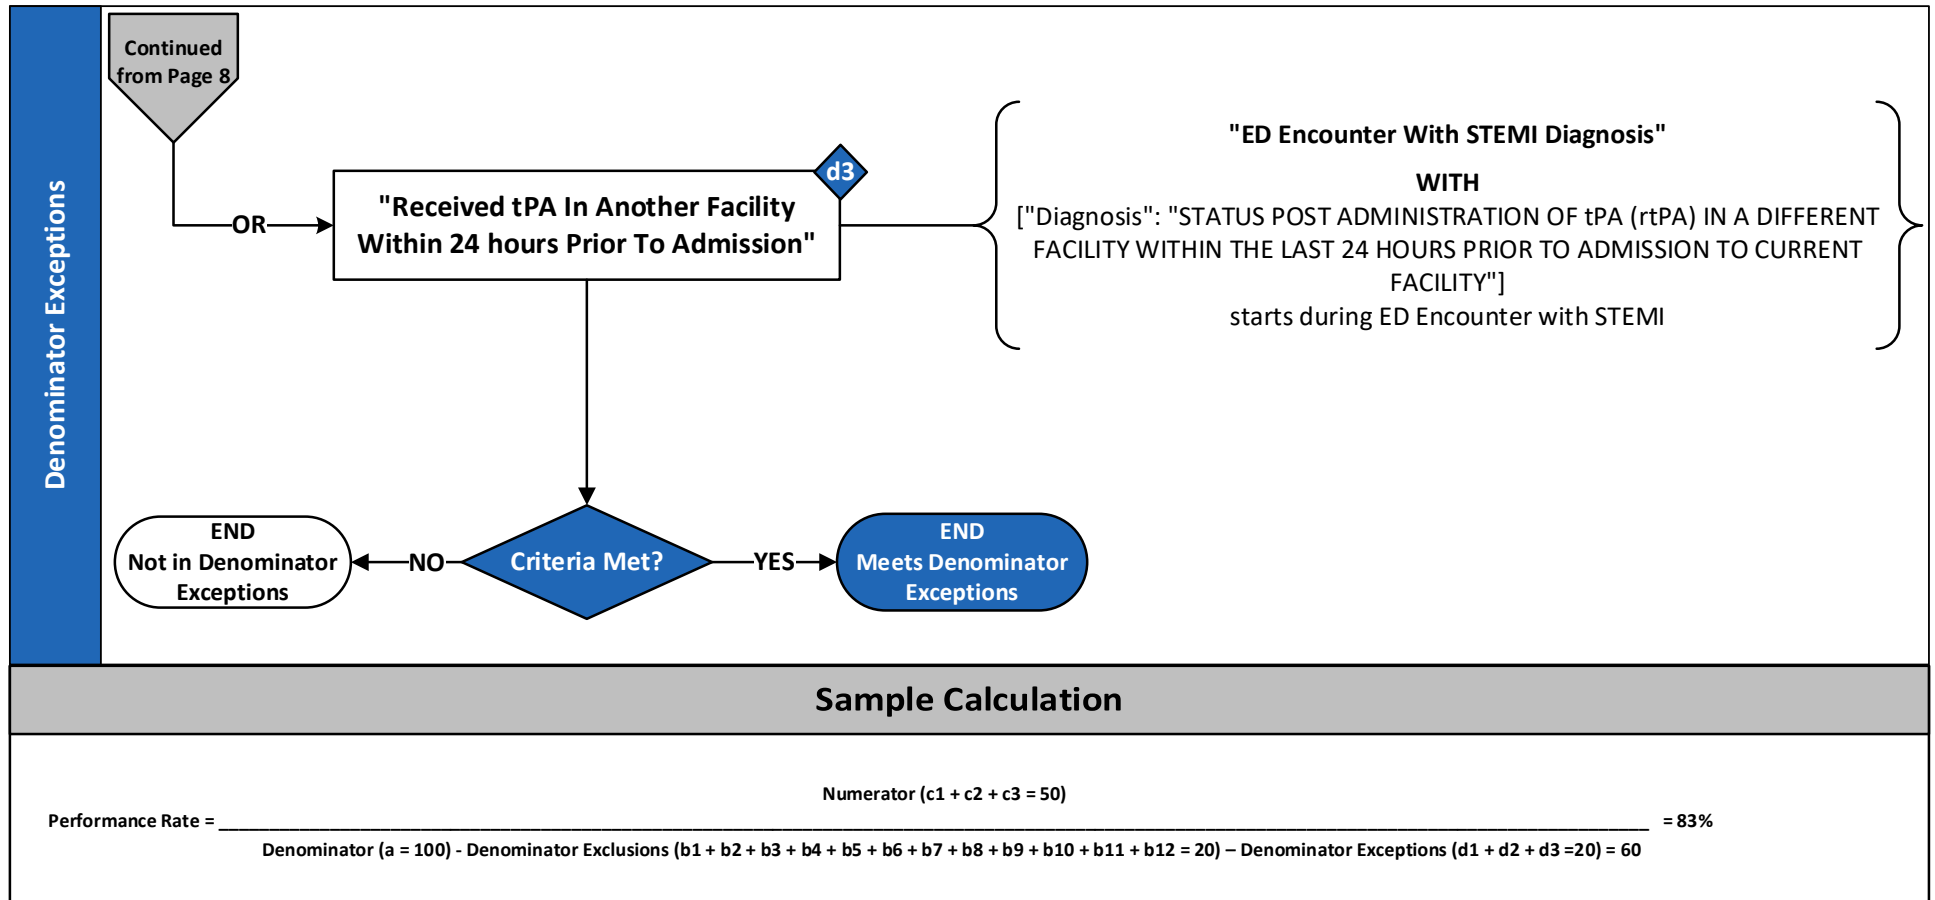 Denominator Exceptions
Continued
from Page 8
OR
"Received tPA In Another Facility
Within 24 hours Prior To Admission"
d3
"ED Encounter With STEMI Diagnosis"
WITH
["Diagnosis": "STATUS POST ADMINISTRATION OF tPA (rtPA) IN A DIFFERENT
FACILITY WITHIN THE LAST 24 HOURS PRIOR TO ADMISSION TO CURRENT
FACILITY"]
starts during ED Encounter with STEMI
END
Not in Denominator
Exceptions
NO
Criteria Met?
YES
END
Meets Denominator
Exceptions
Sample Calculation
Numerator (c1 + c2 + c3 = 50)
Performance Rate = = 83%
Denominator (a = 100) - Denominator Exclusions (b1 + b2 + b3 + b4 + b5 + b6 + b7 + b8 + b9 + b10 + b11 + b12 = 20) – Denominator Exceptions (d1 + d2 + d3 =20) = 60